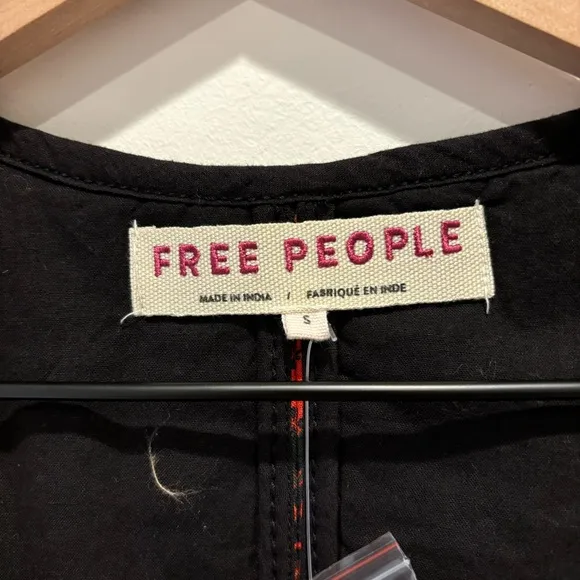 FREE PEOPLE
MADE IN INDIA / FABRIQUÉ EN INDE
S